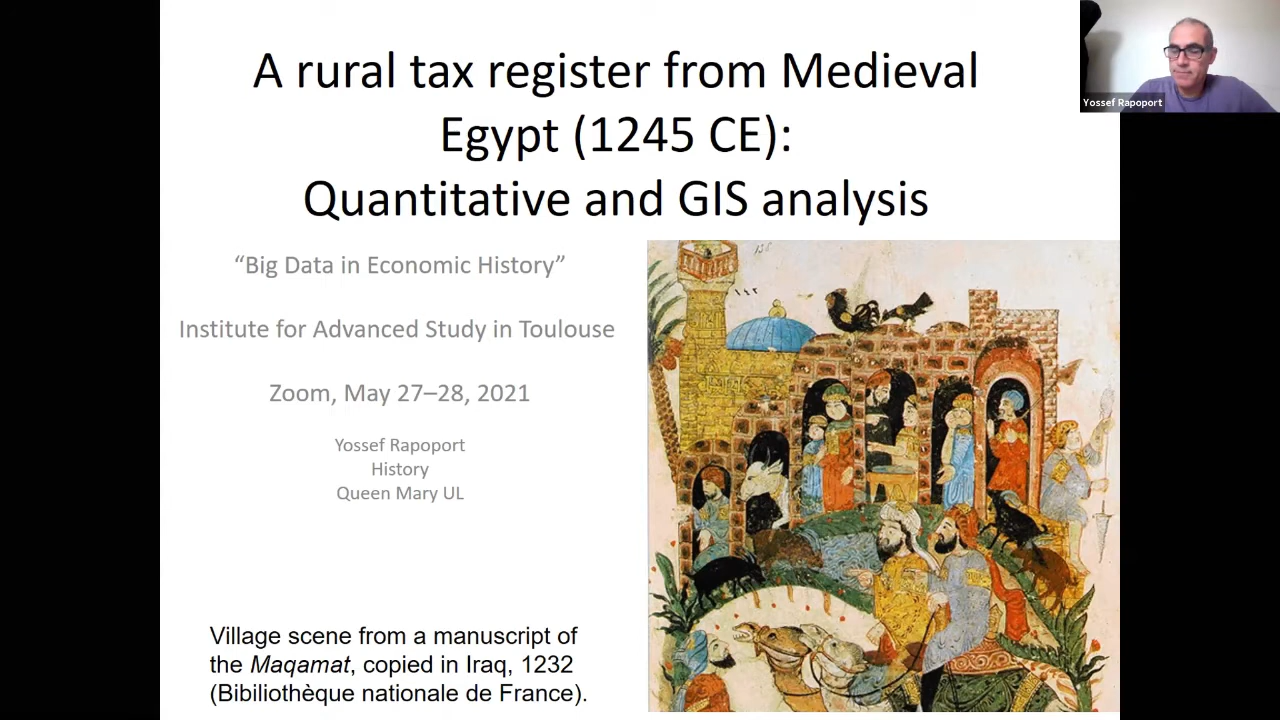 A rural tax register from Medieval
Egypt (1245 CE):
Quantitative and GIS analysis
“Big Data in Economic History”
Institute for Advanced Study in Toulouse
Zoom, May 27–28, 2021
Yossef Rapoport
History
Queen Mary UL
Village scene from a manuscript of
the Maqamat, copied in Iraq, 1232
(Bibiliothèque nationale de France).
Yossef Rapoport